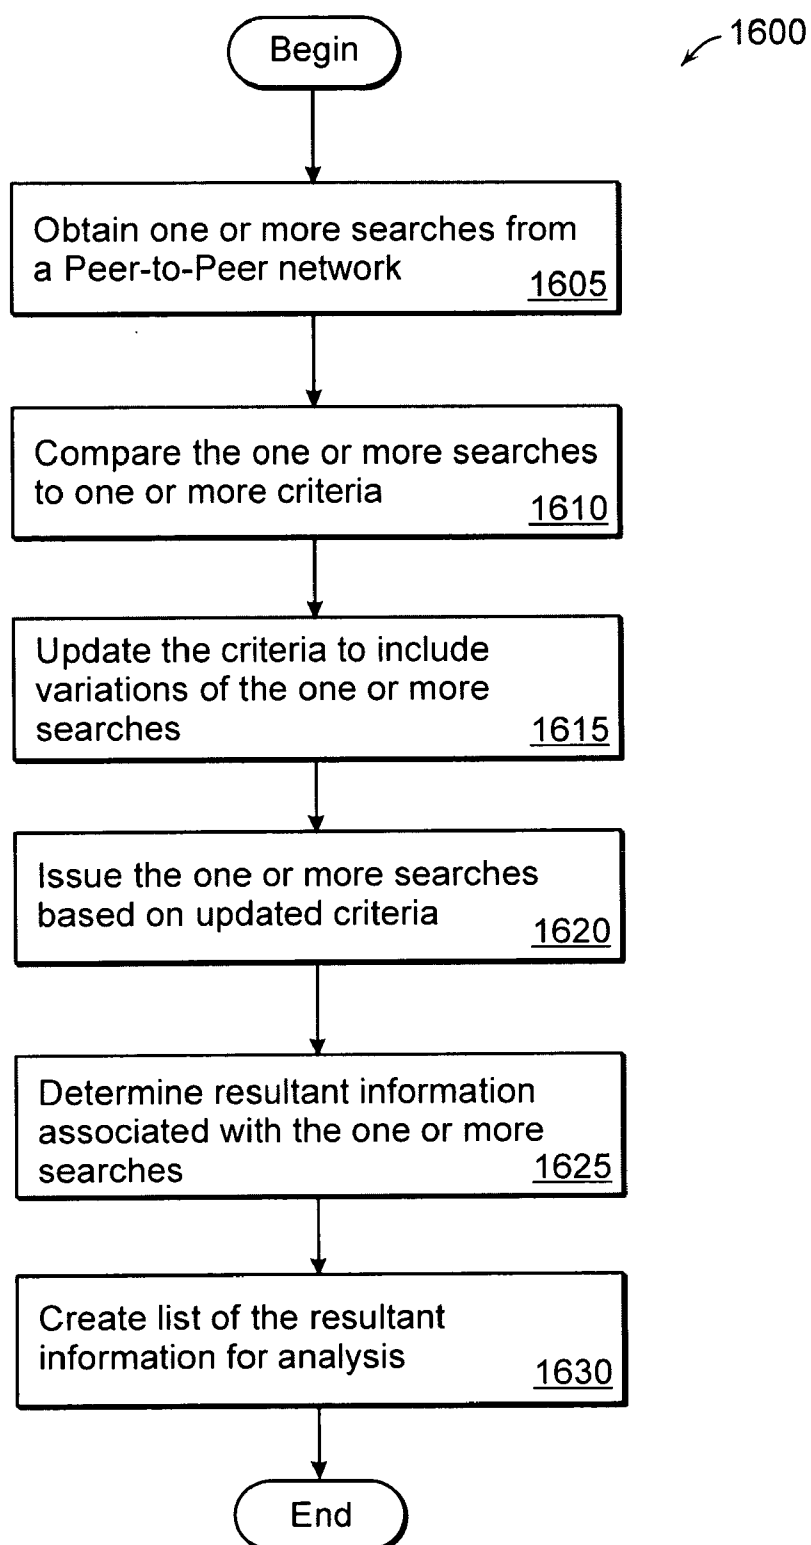 Begin
1600
Obtain one or more searches from
a Peer-to-Peer network
1605
Compare the one or more searches
to one or more criteria
1610
Update the criteria to include
variations of the one or more
searches
1615
Issue the one or more searches
based on updated criteria
1620
Determine resultant information
associated with the one or more
searches
1625
Create list of the resultant
information for analysis
1630
End